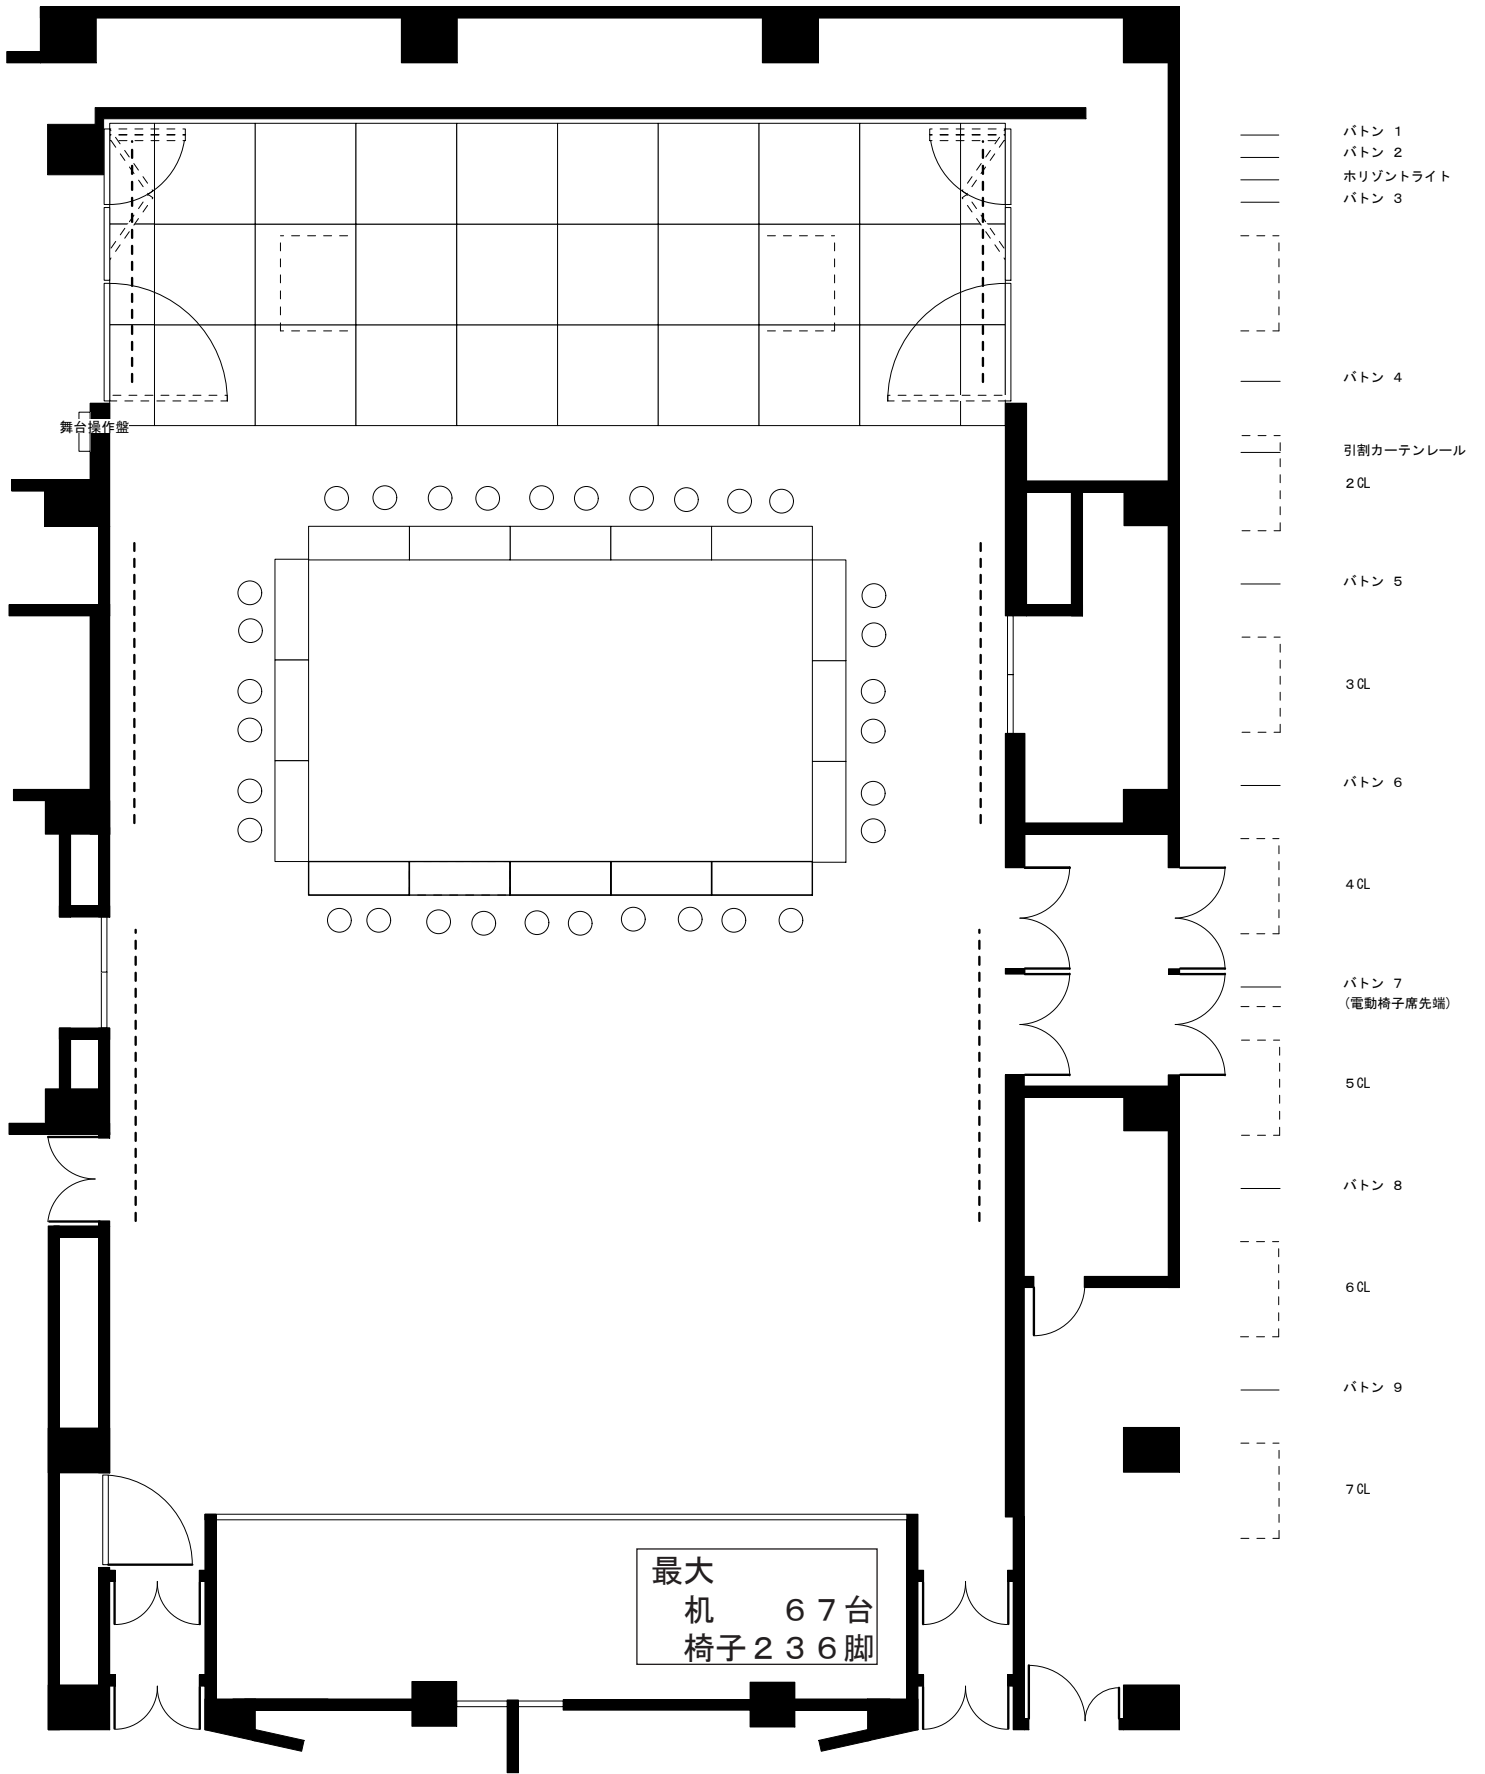 バトン １
バトン ２
ホリゾントライト
バトン ３
バトン ４
舞台操作盤
引割カーテンレール
２CL
バトン ５
３CL
バトン ６
４CL
バトン ７
（電動椅子席先端）
５CL
バトン ８
６CL
バトン ９
７CL
最大
机　　６７台
椅子２３６脚